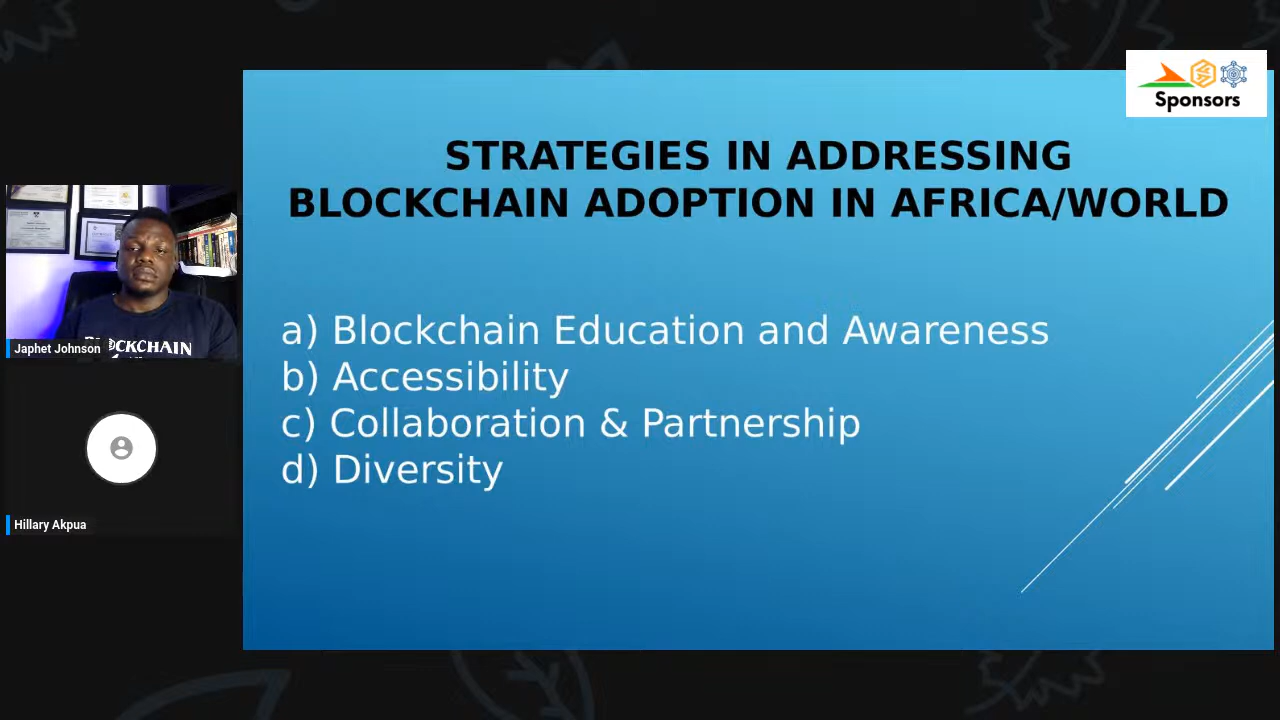 Sponsors
STRATEGIES IN ADDRESSING
BLOCKCHAIN ADOPTION IN AFRICA/WORLD
a) Blockchain Education and Awareness
b) Accessibility
c) Collaboration & Partnership
d) Diversity
Japhet Johnson
Hillary Akpua